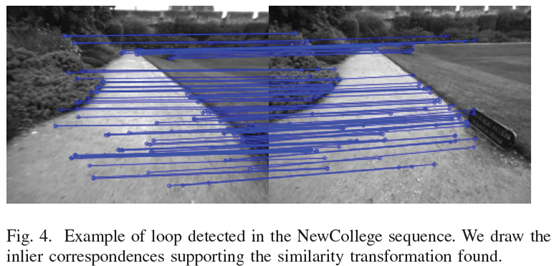 Fig. 4. Example of loop detected in the NewCollege sequence. We draw the
inlier correspondences supporting the similarity transformation found.